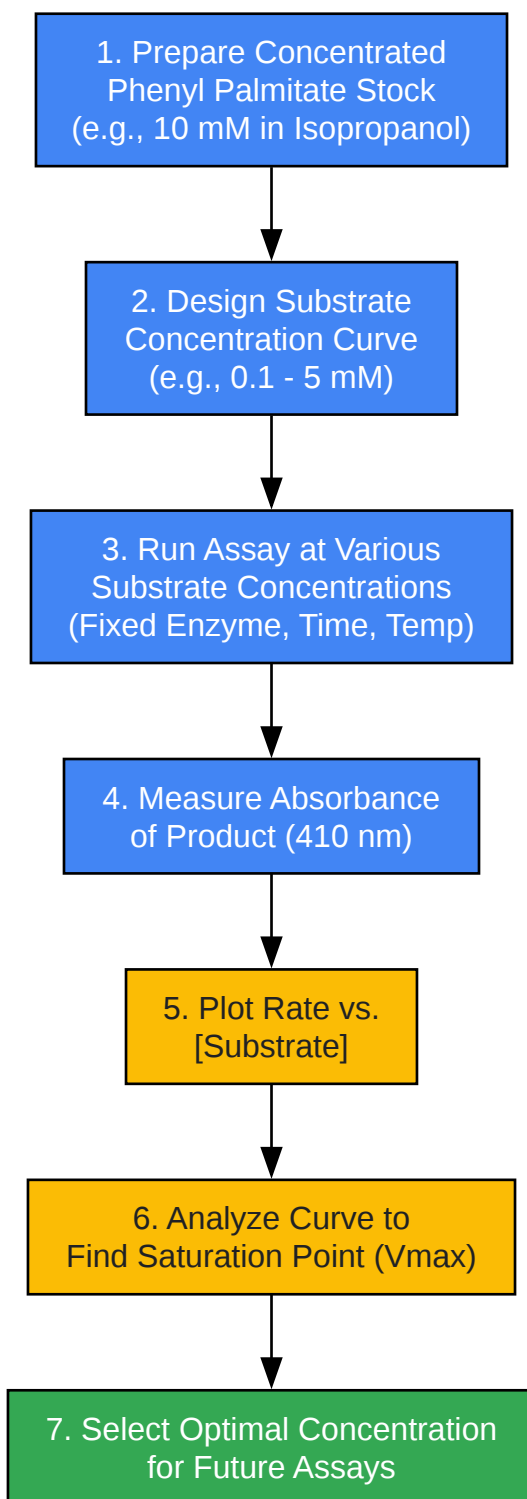 1. Prepare Concentrated
Phenyl Palmitate Stock
(e.g., 10 mM in Isopropanol)
2. Design Substrate
Concentration Curve
(e.g., 0.1 - 5 mM)
3. Run Assay at Various
Substrate Concentrations
(Fixed Enzyme, Time, Temp)
4. Measure Absorbance
of Product (410 nm)
5. Plot Rate vs.
[Substrate]
6. Analyze Curve to
Find Saturation Point (Vmax)
7. Select Optimal Concentration
for Future Assays